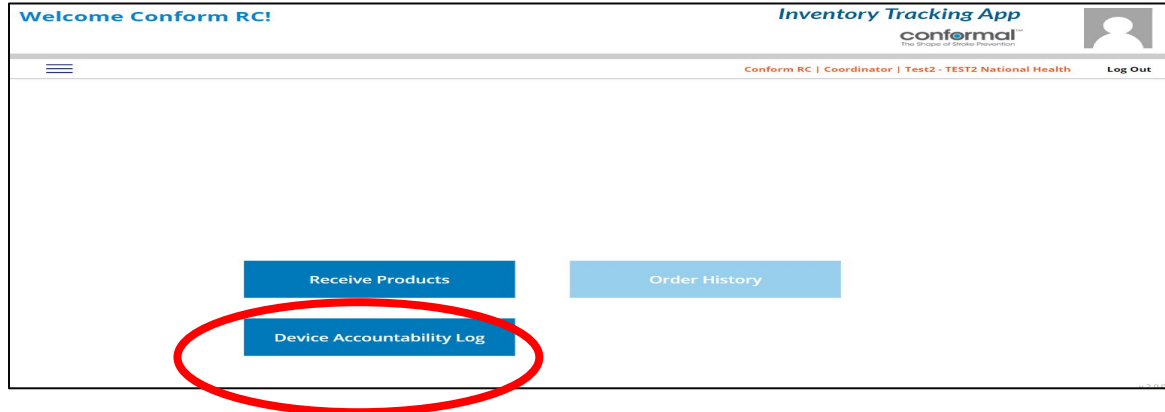 Welcome Conform RC!
Inventory Tracking App
conformal™
The Shape of Stroke Prevention
Conform RC | Coordinator | Test2 - TEST2 National Health Log Out
Receive Products Order History
Device Accountability Log